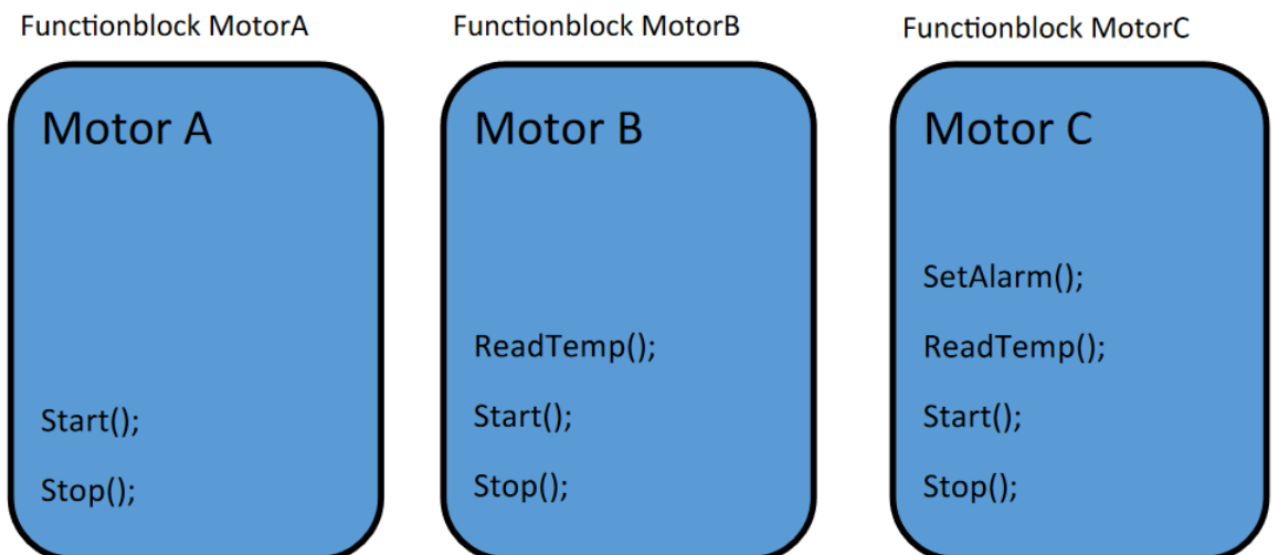 Functionblock MotorA
Motor A
Start();
Stop();
Functionblock MotorB
Motor B
ReadTemp();
Start();
Stop();
Functionblock MotorC
Motor C
SetAlarm();
ReadTemp();
Start();
Stop();